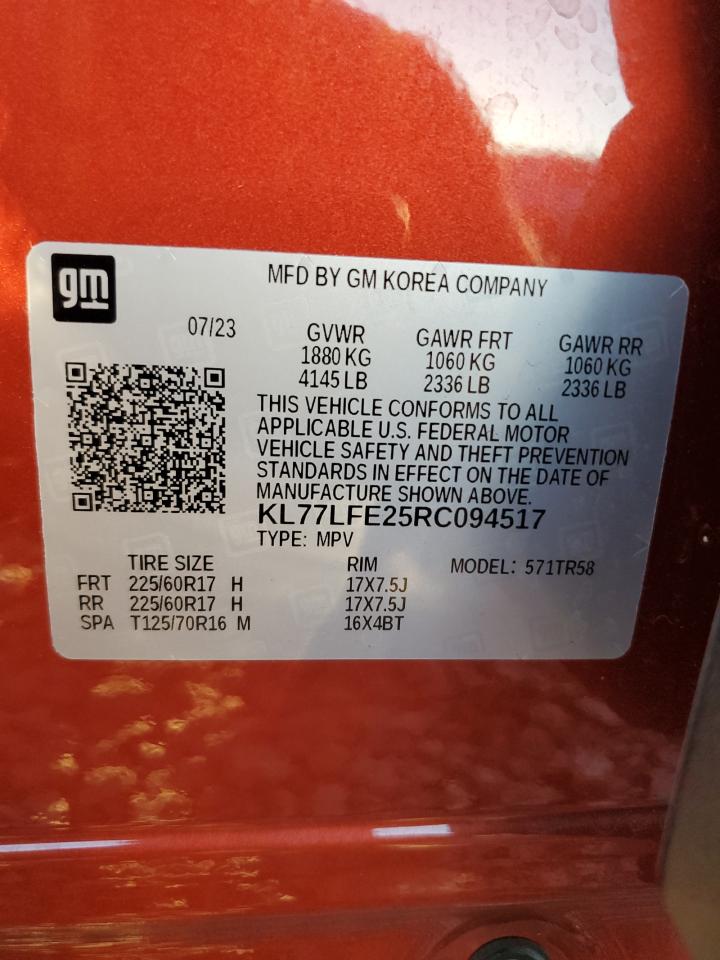 gm
MFD BY GM KOREA COMPANY
07/23
GVWR GAWR FRT GAWR RR
1880 KG 1060 KG 1060 KG
4145 LB 2336 LB 2336 LB
THIS VEHICLE CONFORMS TO ALL
APPLICABLE U.S. FEDERAL MOTOR
VEHICLE SAFETY AND THEFT PREVENTION
STANDARDS IN EFFECT ON THE DATE OF
MANUFACTURE SHOWN ABOVE.
KL77LFE25RC094517
TYPE: MPV
TIRE SIZE RIM MODEL: 571TR58
FRT 225/60R17 H 17X7.5J
RR 225/60R17 H 17X7.5J
SPA T125/70R16 M 16X4BT